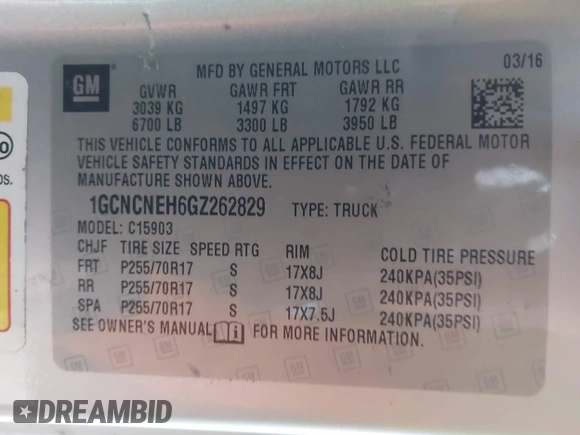 GM
MFD BY GENERAL MOTORS LLC 03/16
GVWR GAWR FRT GAWR RR
3039 KG 1497 KG 1792 KG
6700 LB 3300 LB 3950 LB
THIS VEHICLE CONFORMS TO ALL APPLICABLE U.S. FEDERAL MOTOR
VEHICLE SAFETY STANDARDS IN EFFECT ON THE DATE OF
MANUFACTURE SHOWN ABOVE.
1GCNCNEH6GZ262829 TYPE: TRUCK
MODEL: C15903
CHJF TIRE SIZE SPEED RTG RIM COLD TIRE PRESSURE
FRT P255/70R17 S 17X8J 240KPA(35PSI)
RR P255/70R17 S 17X8J 240KPA(35PSI)
SPA P255/70R17 S 17X7.5J 240KPA(35PSI)
SEE OWNER'S MANUAL FOR MORE INFORMATION.
DREAMBID